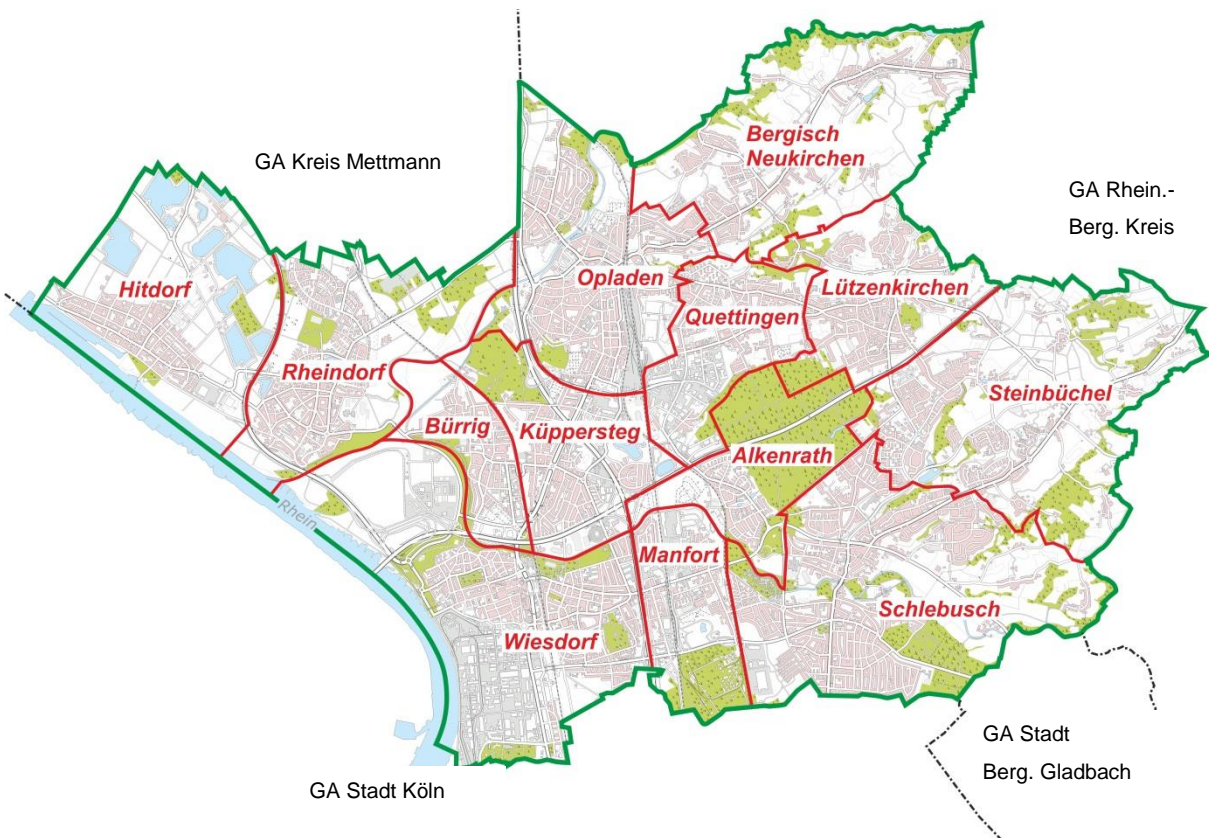 Bergisch
Neukirchen
GA Kreis Mettmann
GA Rhein.-
Berg. Kreis
Hitdorf
Opladen
Lützenkirchen
Quettingen
Rheindorf
Steinbüchel
Bürrig
Küppersteg
Alkenrath
Rhein
Manfort
Schlebusch
Wiesdorf
GA Stadt
Berg. Gladbach
GA Stadt Köln